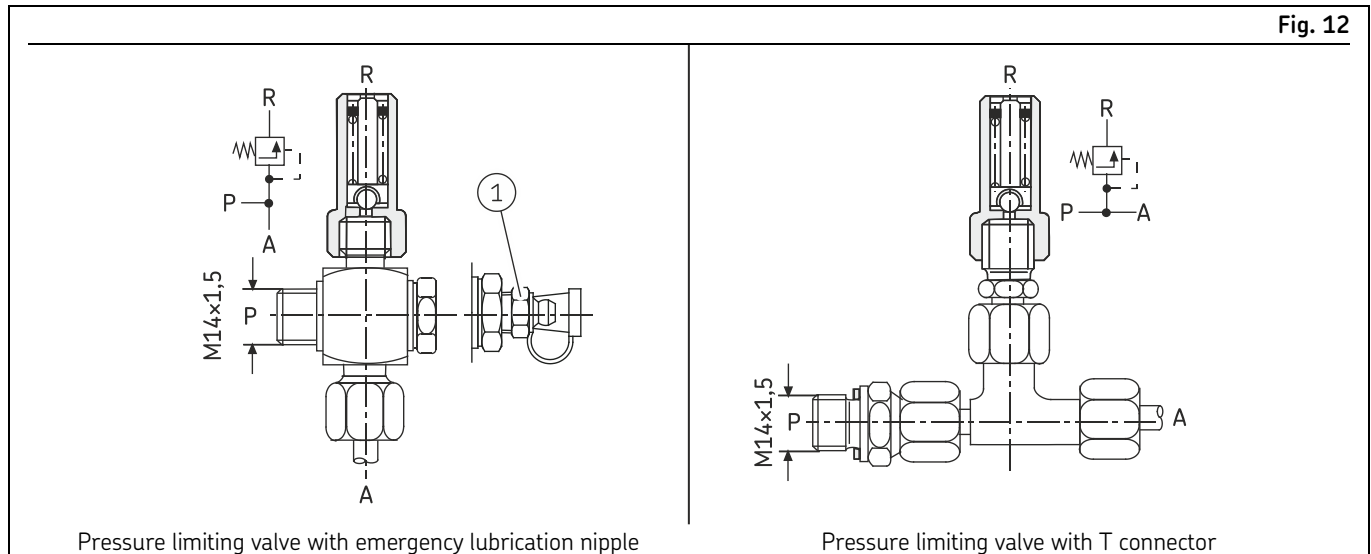 Fig. 12
R
R
P
A
1
M14×1,5
P
A
Pressure limiting valve with emergency lubrication nipple
R
R
P
A
M14×1,5
P
A
Pressure limiting valve with T connector